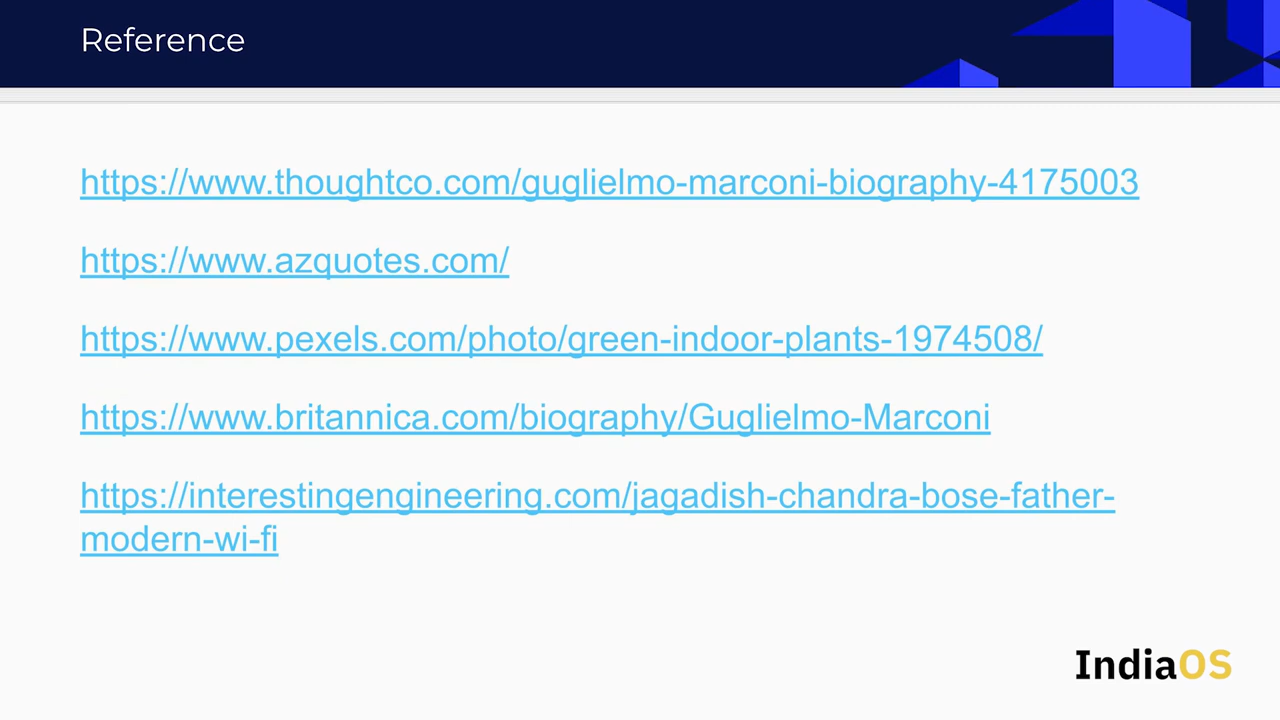 Reference
https://www.thoughtco.com/guglielmo-marconi-biography-4175003
https://www.azquotes.com/
https://www.pexels.com/photo/green-indoor-plants-1974508/
https://www.britannica.com/biography/Guglielmo-Marconi
https://interestingengineering.com/jagadish-chandra-bose-father-
modern-wi-fi
IndiaOS